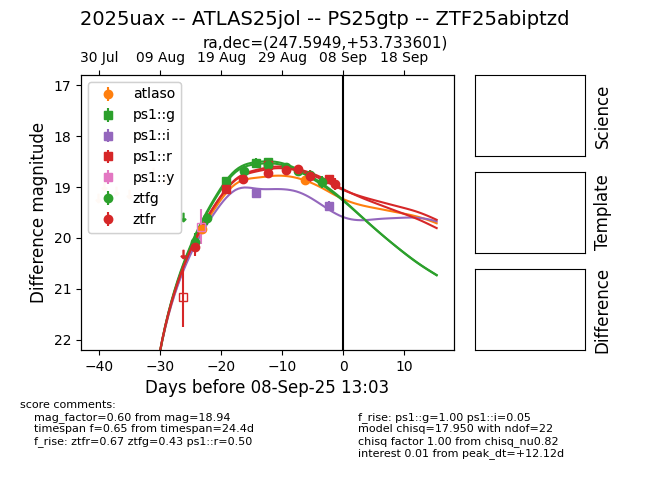 2025uax -- ATLAS25jol -- PS25gtp -- ZTF25abiptzd
ra,dec=(247.5949,+53.733601)
30 Jul 09 Aug 19 Aug 29 Aug 08 Sep 18 Sep
atlaso
ps1::g
ps1::i
ps1::r
ps1::y
ztfg
ztfr
17
18
19
20
21
22
Difference magnitude
−40 −30 −20 −10 0 10
Days before 08-Sep-25 13:03
Science
Template
Difference
score comments:
mag_factor=0.60 from mag=18.94
timespan f=0.65 from timespan=24.4d
f_rise: ztfr=0.67 ztfg=0.43 ps1::r=0.50
f_rise: ps1::g=1.00 ps1::i=0.05
model chisq=17.950 with ndof=22
chisq factor 1.00 from chisq_nu0.82
interest 0.01 from peak_dt=+12.12d